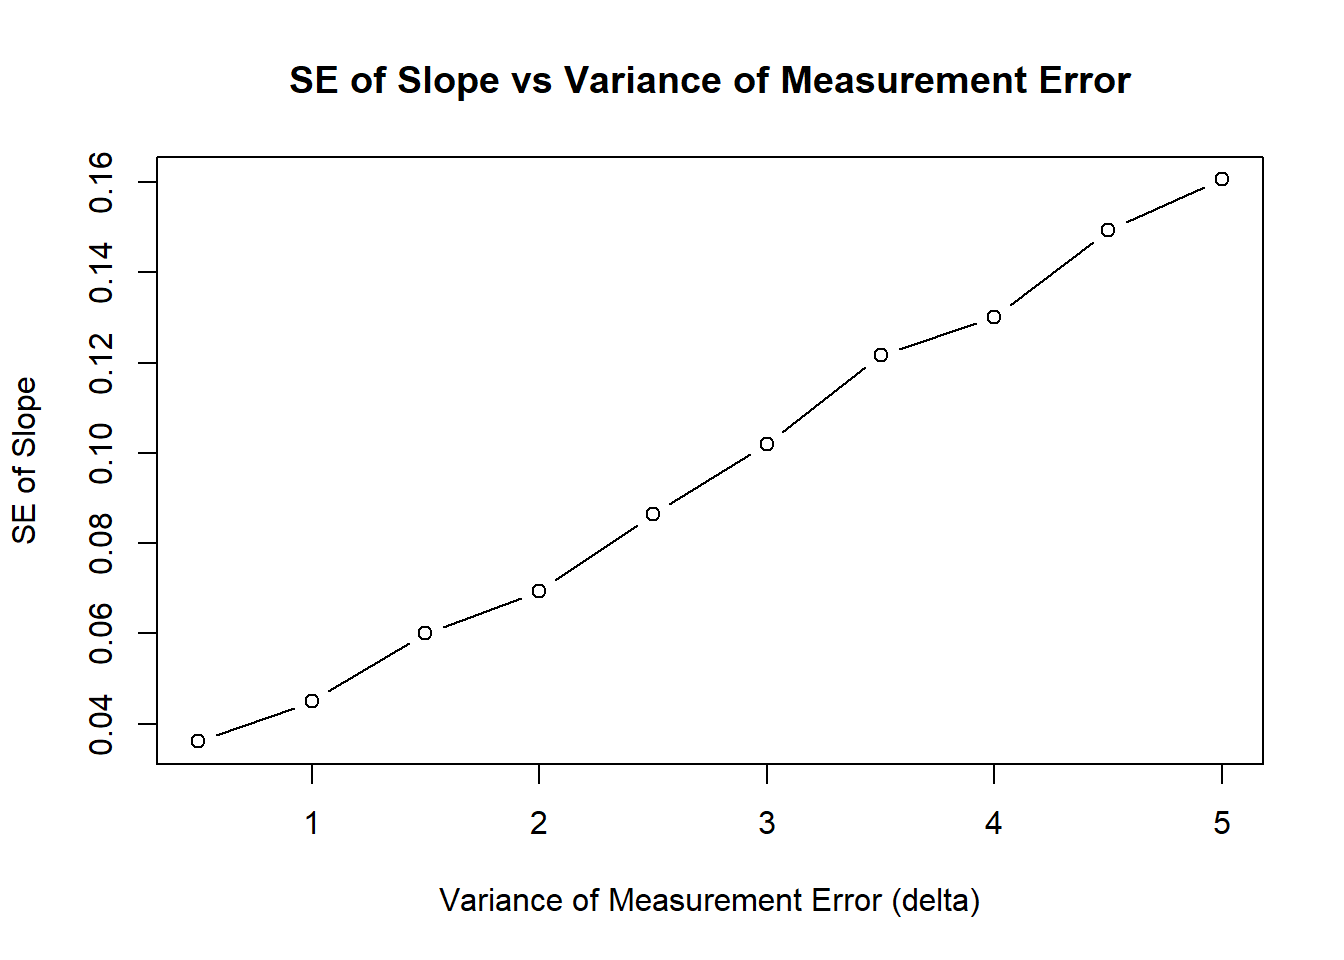 SE of Slope vs Variance of Measurement Error
SE of Slope
0.16
0.14
0.12
0.10
0.08
0.06
0.04
1 2 3 4 5
Variance of Measurement Error (delta)